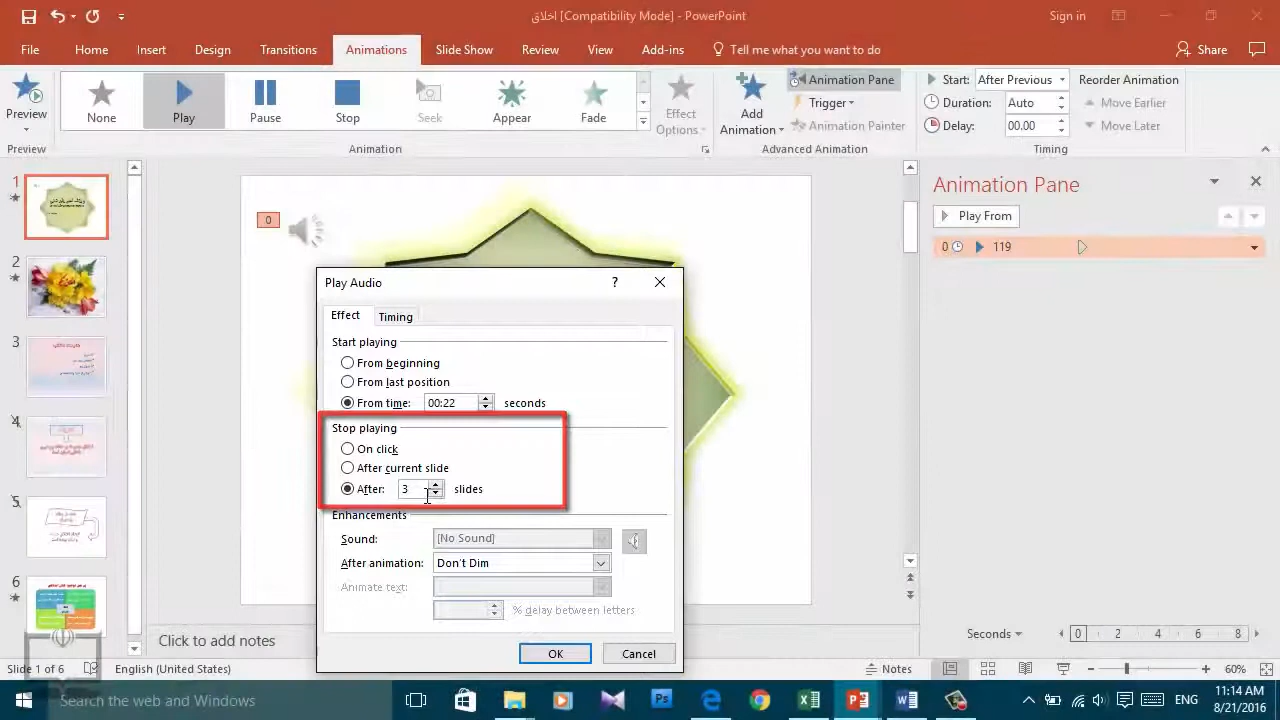 اخلاق [Compatibility Mode] - PowerPoint
Sign in
File Home Insert Design Transitions Animations Slide Show Review View Add-ins Tell me what you want to do Share
Preview
None Play Pause Stop Seek Appear Fade
Effect Options
Add Animation
Animation Pane
Trigger
Animation Painter
Start: After Previous
Duration: Auto
Delay: 00.00
Reorder Animation
Move Earlier
Move Later
Preview Animation Advanced Animation Timing
1
2
3
4
5
6
0
Animation Pane
Play From
0 119
Play Audio ?
Effect Timing
Start playing
From beginning
From last position
From time: 00:22 seconds
Stop playing
On click
After current slide
After: 3 slides
Enhancements
Sound: [No Sound]
After animation: Don't Dim
Animate text:
% delay between letters
OK Cancel
Click to add notes
Seconds 0 2 4 6 8
Slide 1 of 6 English (United States) Notes 60%
Search the web and Windows
ENG
11:14 AM
8/21/2016